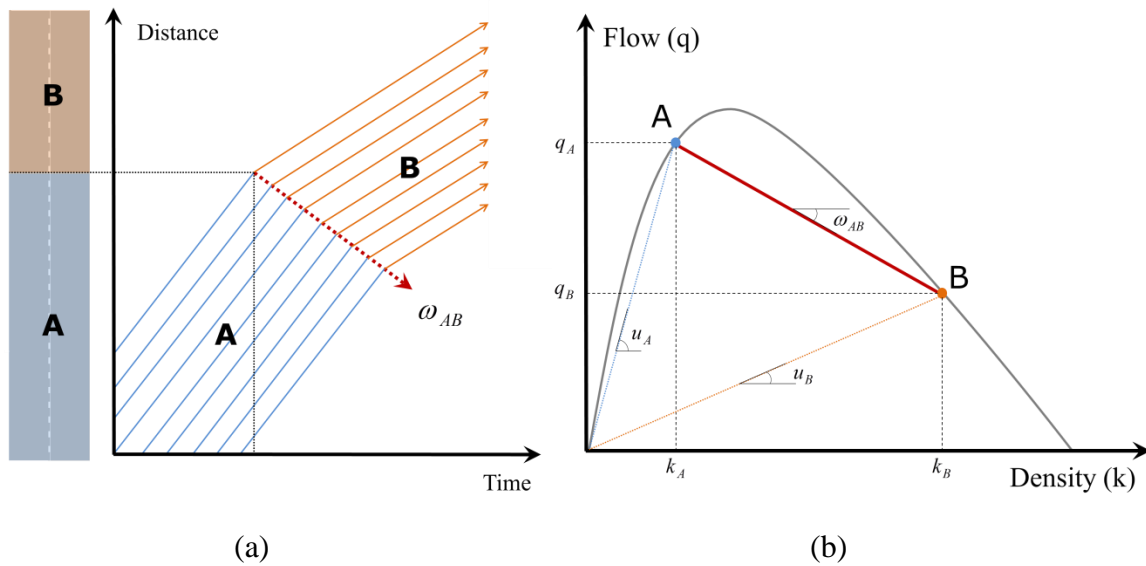 Distance
B
B
A
A
ω_AB
Time
(a)
Flow (q)
A
q_A
ω_AB
B
q_B
u_A
u_B
k_A
k_B
Density (k)
(b)